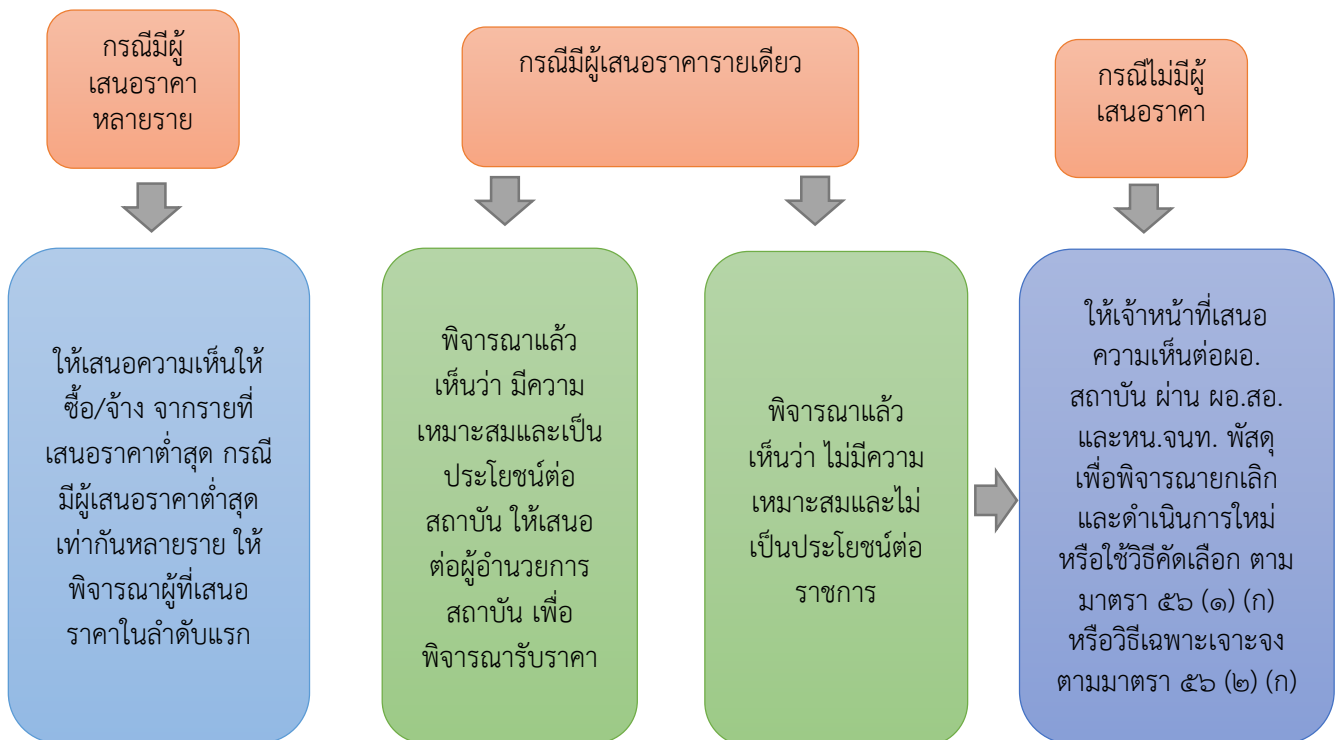 กรณีมีผู้
เสนอราคา
หลายราย
กรณีมีผู้เสนอราคารายเดียว
กรณีไม่มีผู้
เสนอราคา
ให้เสนอความเห็นให้
ซื้อ/จ้าง จากรายที่
เสนอราคาต่ำสุด กรณี
มีผู้เสนอราคาต่ำสุด
เท่ากันหลายราย ให้
พิจารณาผู้ที่เสนอ
ราคาในลำดับแรก
พิจารณาแล้ว
เห็นว่า มีความ
เหมาะสมและเป็น
ประโยชน์ต่อ
สถาบัน ให้เสนอ
ต่อผู้อำนวยการ
สถาบัน เพื่อ
พิจารณารับราคา
พิจารณาแล้ว
เห็นว่า ไม่มีความ
เหมาะสมและไม่
เป็นประโยชน์ต่อ
ราชการ
ให้เจ้าหน้าที่เสนอ
ความเห็นต่อผอ.
สถาบัน ผ่าน ผอ.สอ.
และหน.จนท. พัสดุ
เพื่อพิจารณายกเลิก
และดำเนินการใหม่
หรือใช้วิธีคัดเลือก ตาม
มาตรา ๕๖ (๑) (ก)
หรือวิธีเฉพาะเจาะจง
ตามมาตรา ๕๖ (๒) (ก)